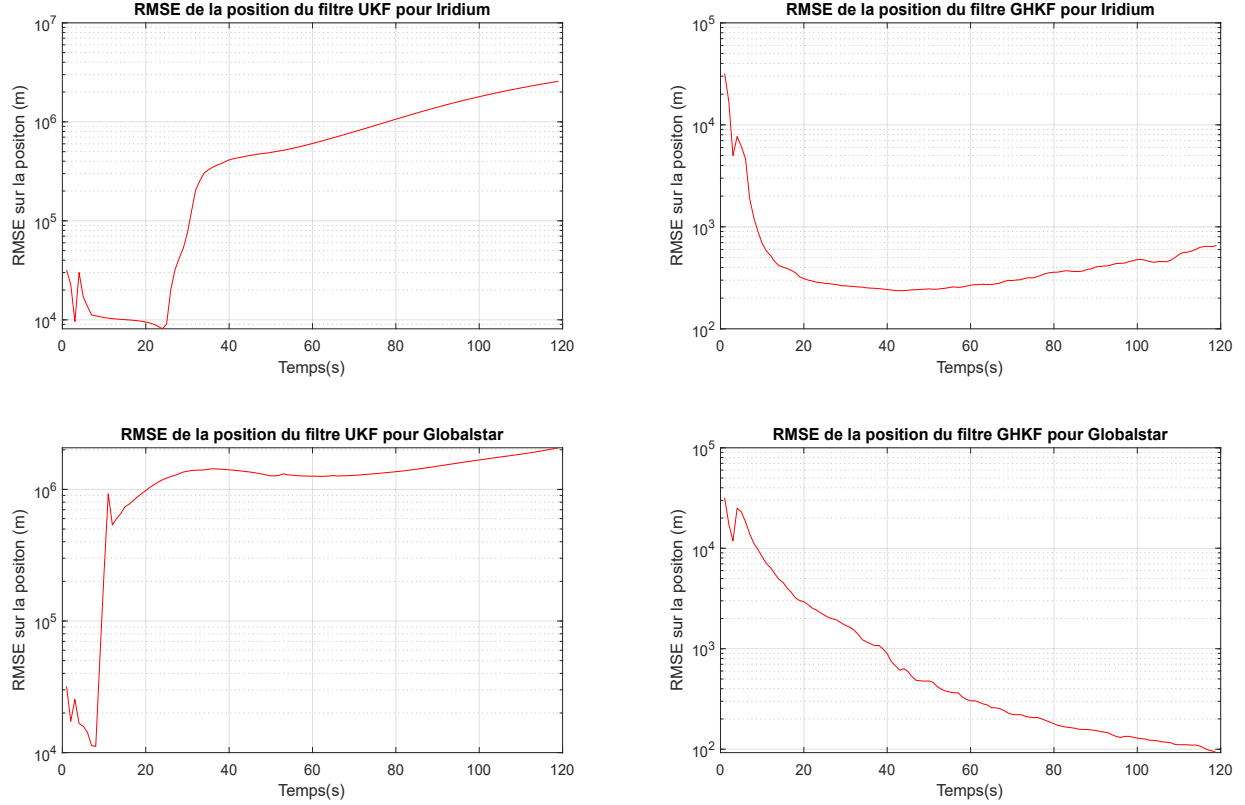 RMSE de la position du filtre UKF pour Iridium
10^7
10^6
10^5
10^4
RMSE sur la positon (m)
0 20 40 60 80 100 120
Temps(s)
RMSE de la position du filtre GHKF pour Iridium
10^5
10^4
10^3
10^2
RMSE sur la positon (m)
0 20 40 60 80 100 120
Temps(s)
RMSE de la position du filtre UKF pour Globalstar
10^6
10^5
10^4
RMSE sur la positon (m)
0 20 40 60 80 100 120
Temps(s)
RMSE de la position du filtre GHKF pour Globalstar
10^5
10^4
10^3
10^2
RMSE sur la positon (m)
0 20 40 60 80 100 120
Temps(s)